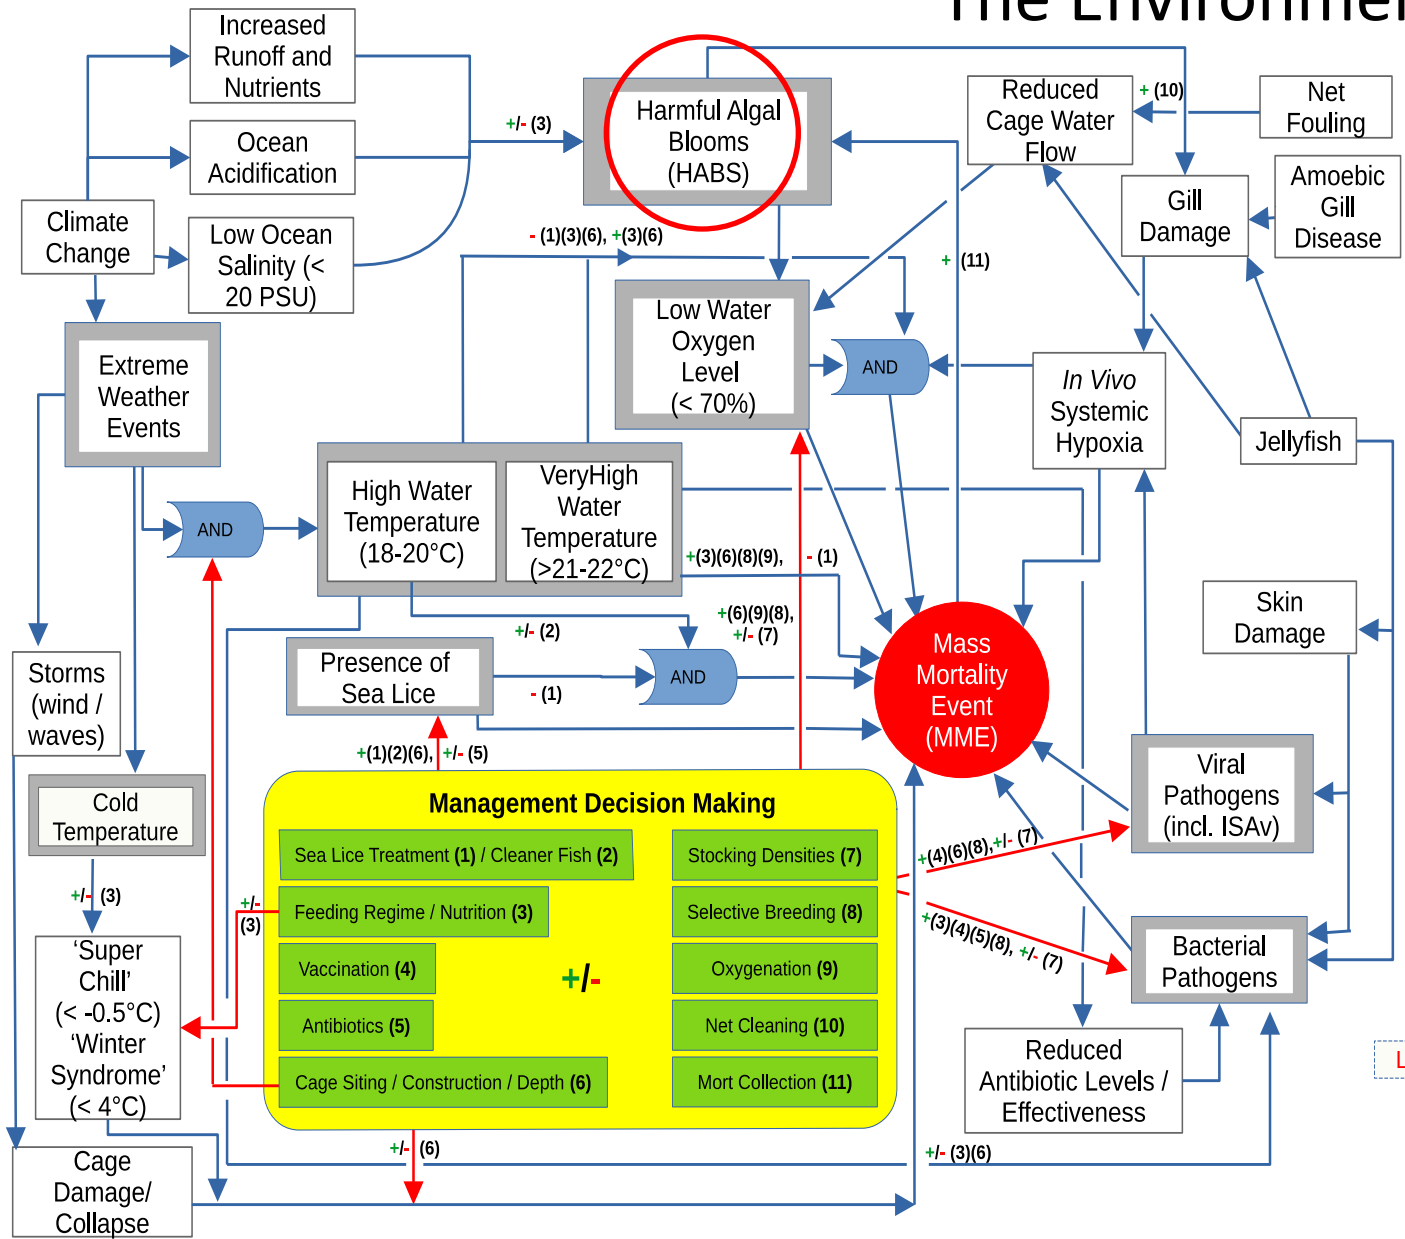 The Environme
Increased
Runoff and
Nutrients
Ocean
Acidification
Climate
Change
Low Ocean
Salinity (<
20 PSU)
+/- (3)
Harmful Algal
Blooms
(HABS)
Reduced
Cage Water
Flow
+ (10)
Net
Fouling
Gill
Damage
Amoebic
Gill
Disease
- (1)(3)(6), +(3)(6)
+ (11)
Extreme
Weather
Events
Low Water
Oxygen
Level
(< 70%)
AND
In Vivo
Systemic
Hypoxia
Jellyfish
AND
High Water
Temperature
(18-20°C)
VeryHigh
Water
Temperature
(>21-22°C)
+(3)(6)(8)(9), - (1)
+/- (2)
+(6)(9)(8),
+/- (7)
Skin
Damage
Storms
(wind /
waves)
Presence of
Sea Lice
- (1)
AND
Mass
Mortality
Event
(MME)
+(1)(2)(6), +/- (5)
Viral
Pathogens
(incl. ISAv)
Cold
Temperature
+/- (3)
Management Decision Making
Sea Lice Treatment (1) / Cleaner Fish (2)
Feeding Regime / Nutrition (3)
Vaccination (4)
Antibiotics (5)
Cage Siting / Construction / Depth (6)
+/-
Stocking Densities (7)
Selective Breeding (8)
Oxygenation (9)
Net Cleaning (10)
Mort Collection (11)
+/-
(3)
+(4)(6)(8),+/- (7)
+(3)(4)(5)(8), +/- (7)
Bacterial
Pathogens
‘Super
Chill’
(< -0.5°C)
‘Winter
Syndrome’
(< 4°C)
Reduced
Antibiotic Levels /
Effectiveness
L
+/- (6)
+/- (3)(6)
Cage
Damage/
Collapse